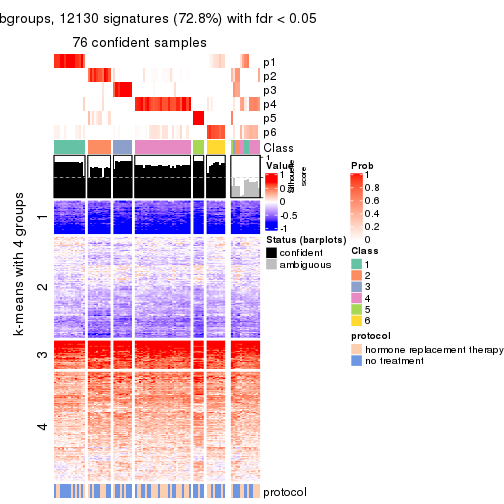 bgroups, 12130 signatures (72.8%) with fdr < 0.05
76 confident samples
p1
p2
p3
p4
p5
p6
Class
1
Silhouette
score
k-means with 4 groups
1
2
3
4
protocol
Value
1
0.5
0
-0.5
-1
Status (barplots)
confident
ambiguous
Prob
1
0.8
0.6
0.4
0.2
0
Class
1
2
3
4
5
6
protocol
hormone replacement therapy
no treatment